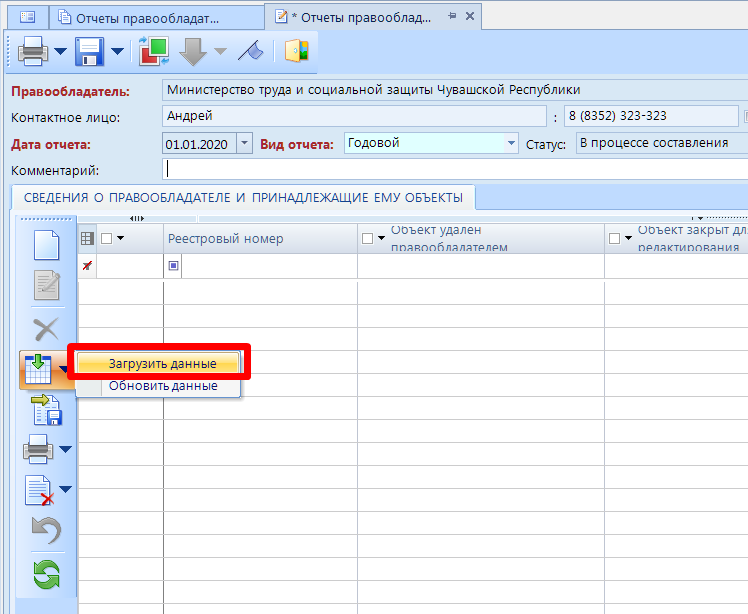 Отчеты правообладат...
* Отчеты правооблад...
Правообладатель: Министерство труда и социальной защиты Чувашской Республики
Контактное лицо: Андрей : 8 (8352) 323-323
Дата отчета: 01.01.2020 Вид отчета: Годовой Статус: В процессе составления
Комментарий:
СВЕДЕНИЯ О ПРАВООБЛАДАТЕЛЕ И ПРИНАДЛЕЖАЩИЕ ЕМУ ОБЪЕКТЫ
Реестровый номер
Объект удален
правообладателем
Объект закрыт дл
редактирования
Загрузить данные
Обновить данные